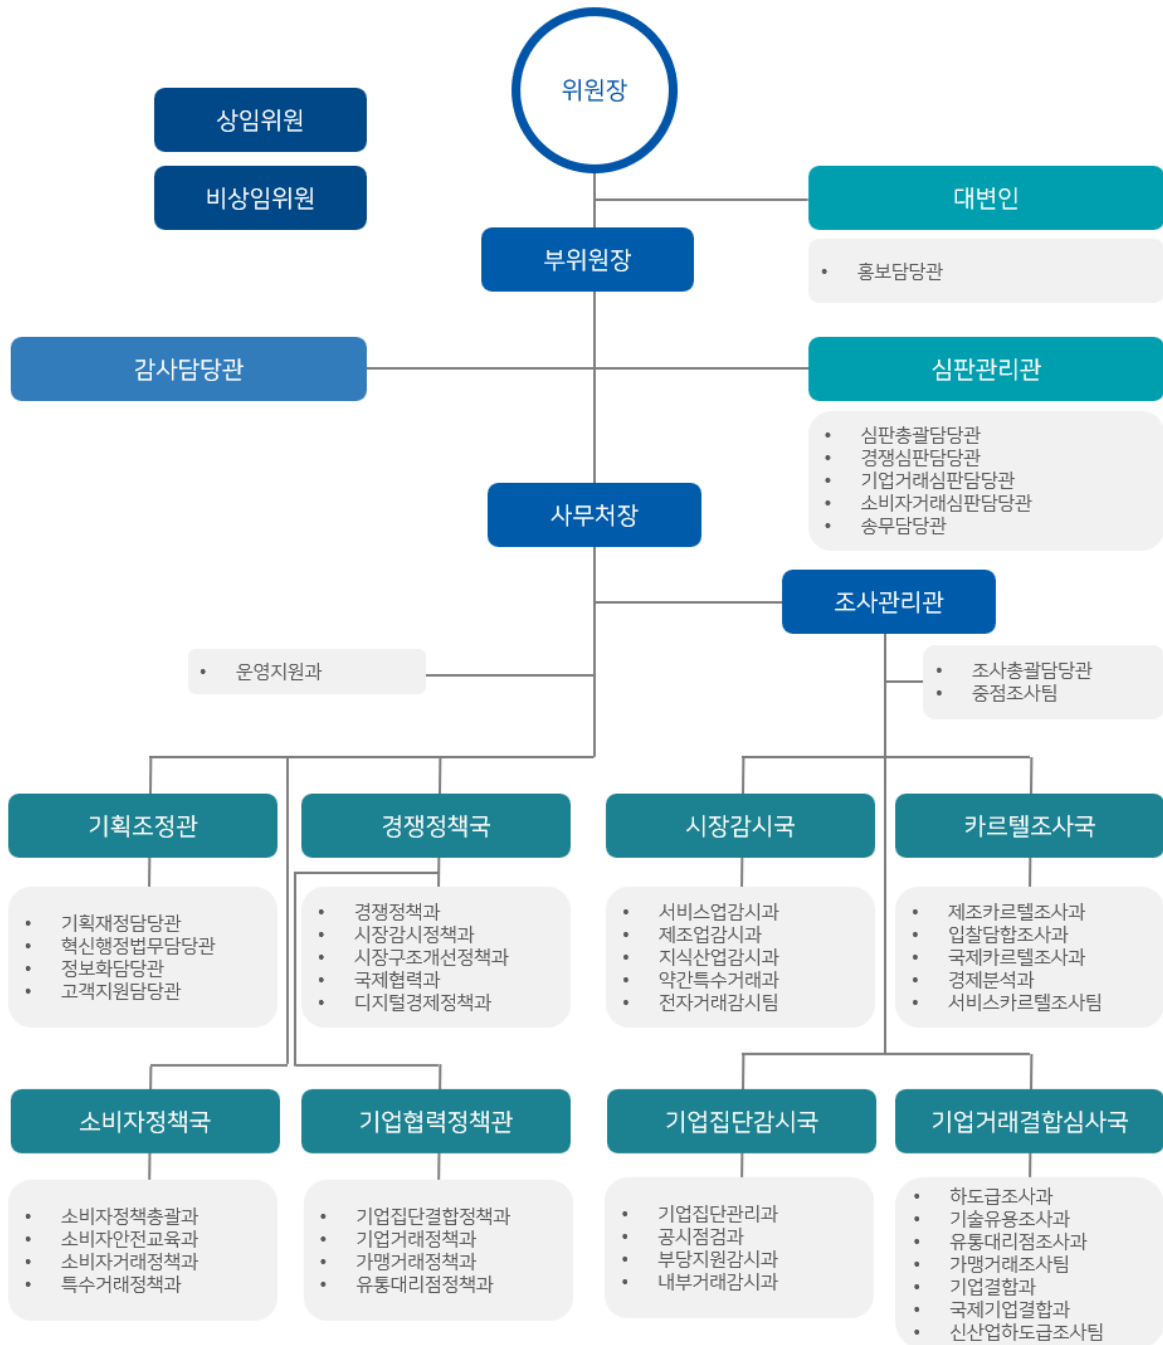 위원장
상임위원
비상임위원
대변인
• 홍보담당관
부위원장
감사담당관
심판관리관
• 심판총괄담당관
• 경쟁심판담당관
• 기업거래심판담당관
• 소비자거래심판담당관
• 송무담당관
사무처장
조사관리관
• 운영지원과
• 조사총괄담당관
• 중점조사팀
기획조정관
• 기획재정담당관
• 혁신행정법무담당관
• 정보화담당관
• 고객지원담당관
경쟁정책국
• 경쟁정책과
• 시장감시정책과
• 시장구조개선정책과
• 국제협력과
• 디지털경제정책과
시장감시국
• 서비스업감시과
• 제조업감시과
• 지식산업감시과
• 약관특수거래과
• 전자거래감시팀
카르텔조사국
• 제조카르텔조사과
• 입찰담합조사과
• 국제카르텔조사과
• 경제분석과
• 서비스카르텔조사팀
소비자정책국
• 소비자정책총괄과
• 소비자안전교육과
• 소비자거래정책과
• 특수거래정책과
기업협력정책관
• 기업집단결합정책과
• 기업거래정책과
• 가맹거래정책과
• 유통대리점정책과
기업집단감시국
• 기업집단관리과
• 공시점검과
• 부당지원감시과
• 내부거래감시과
기업거래결합심사국
• 하도급조사과
• 기술유용조사과
• 유통대리점조사과
• 가맹거래조사팀
• 기업결합과
• 국제기업결합과
• 신산업하도급조사팀